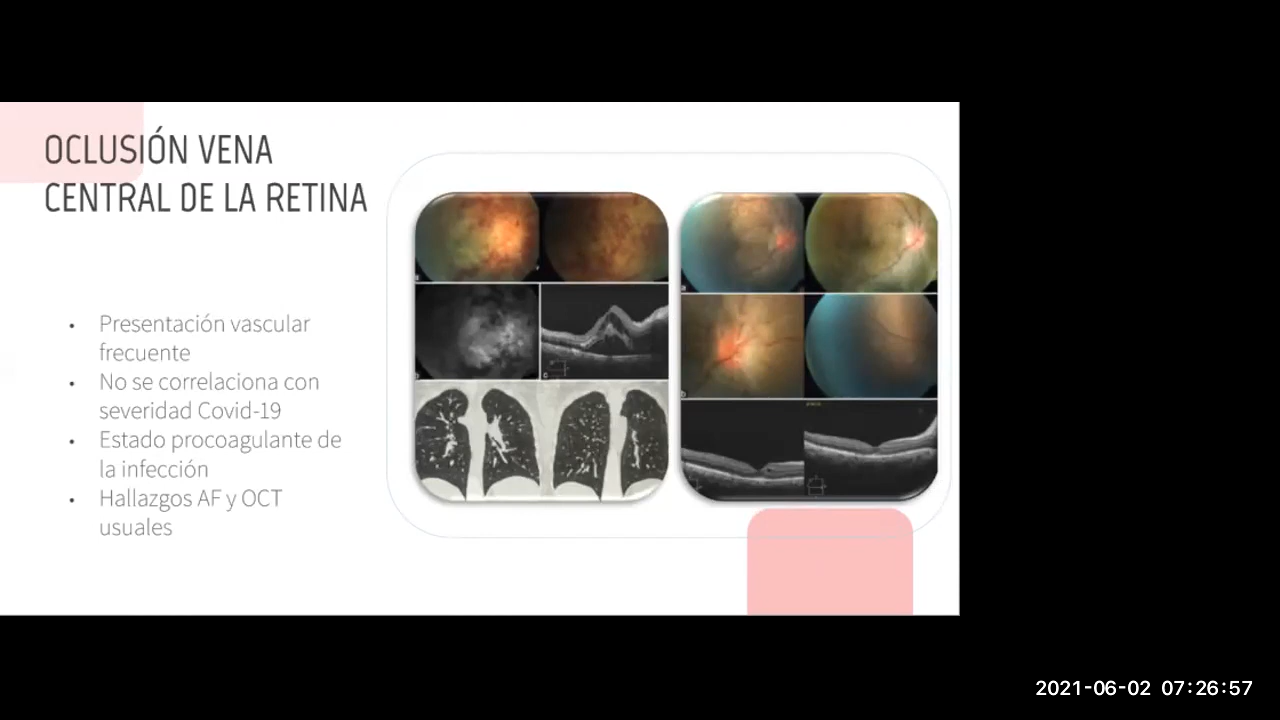 OCLUSIÓN VENA
CENTRAL DE LA RETINA
• Presentación vascular
frecuente
• No se correlaciona con
severidad Covid-19
• Estado procoagulante de
la infección
• Hallazgos AF y OCT
usuales
2021-06-02 07:26:57